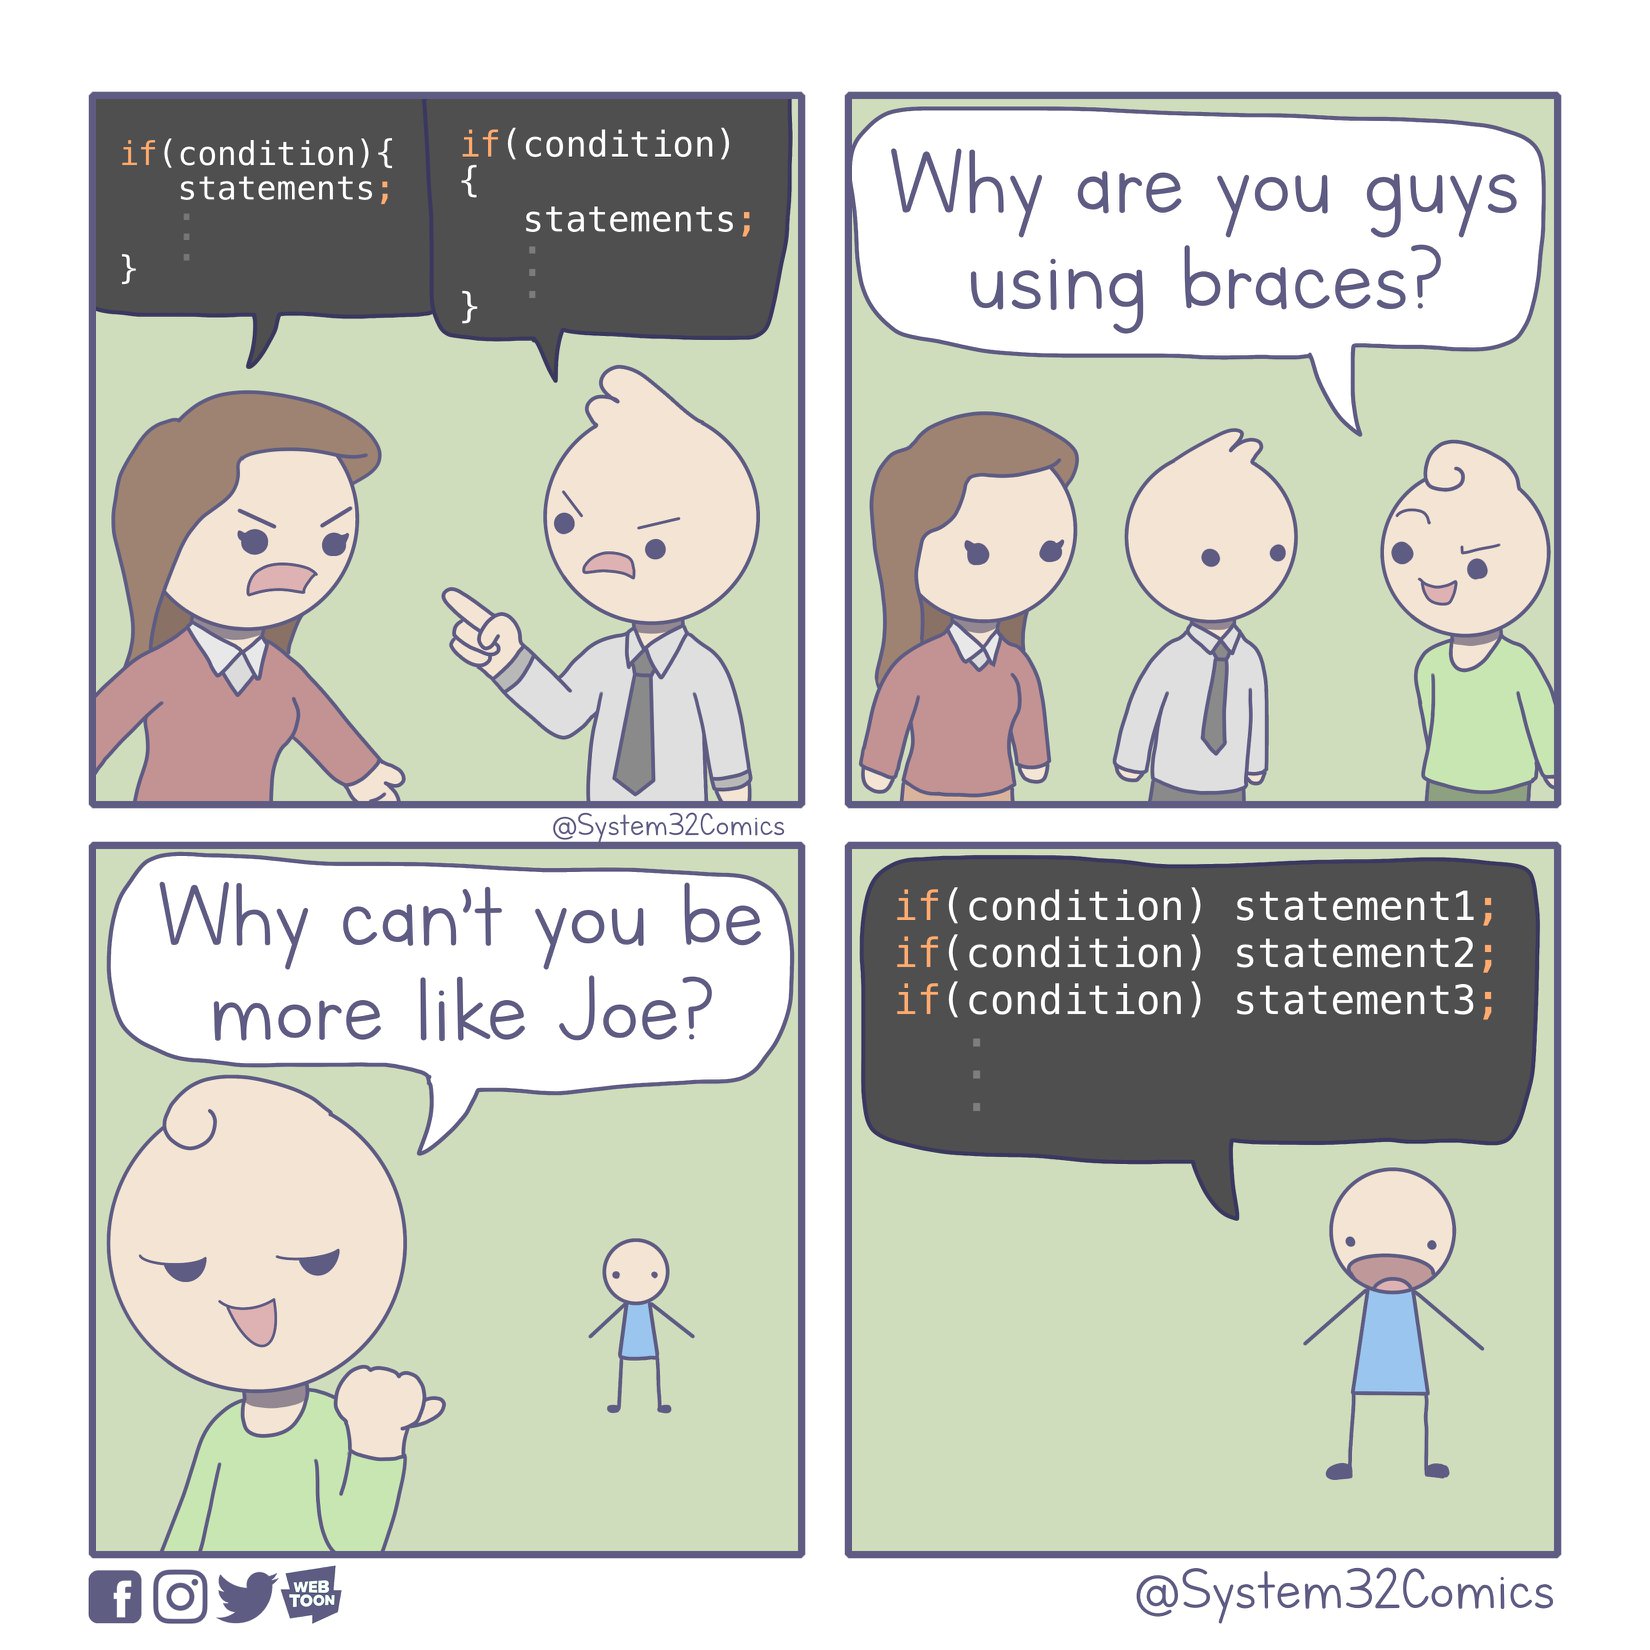 if(condition){
statements;
.
.
.
}
if(condition)
{
statements;
.
.
.
}
Why are you guys
using braces?
@System32Comics
Why can't you be
more like Joe?
if(condition) statement1;
if(condition) statement2;
if(condition) statement3;
.
.
.
f
WEB
TOON
@System32Comics